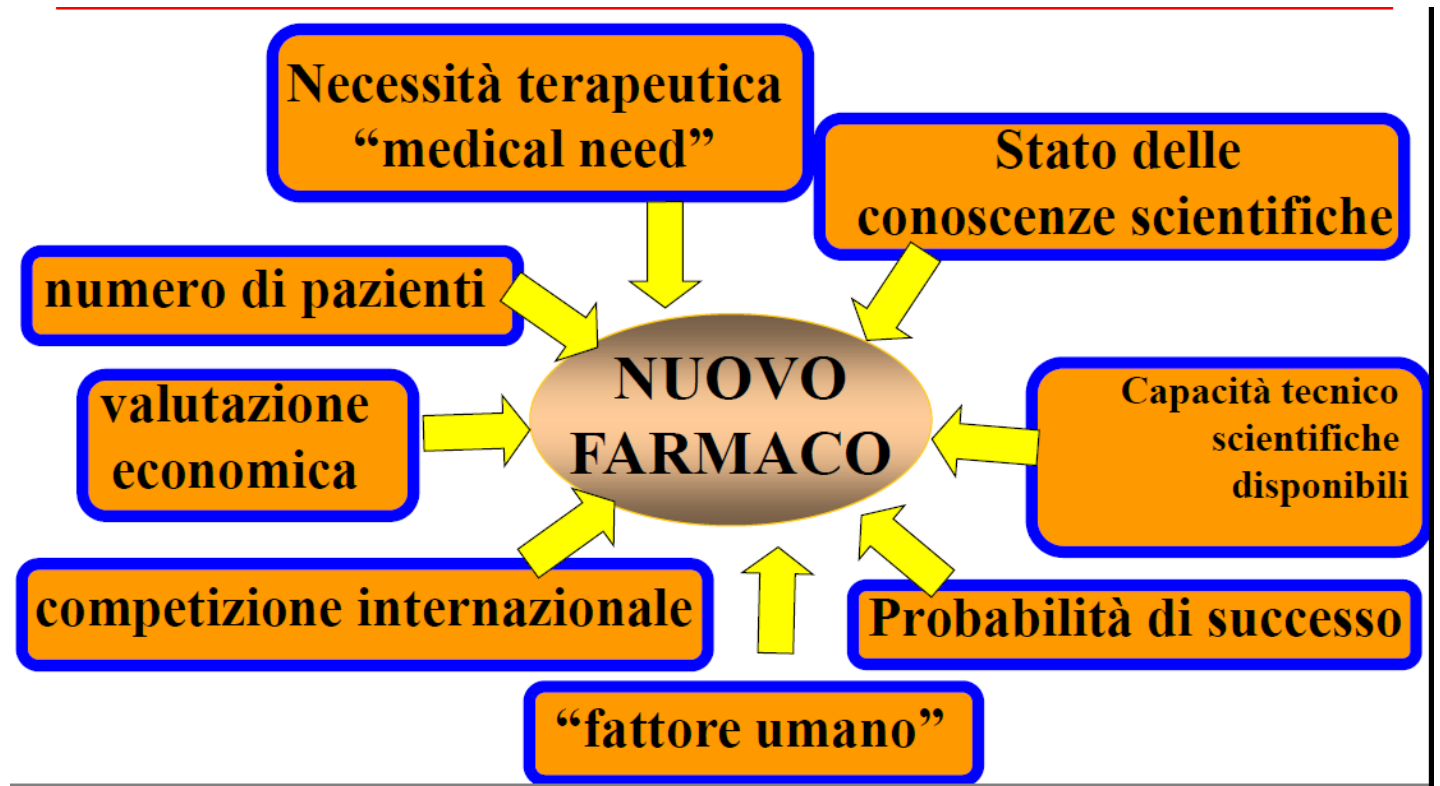 Necessità terapeutica
“medical need”
Stato delle
conoscenze scientifiche
numero di pazienti
NUOVO
FARMACO
valutazione
economica
Capacità tecnico
scientifiche
disponibili
competizione internazionale
Probabilità di successo
“fattore umano”